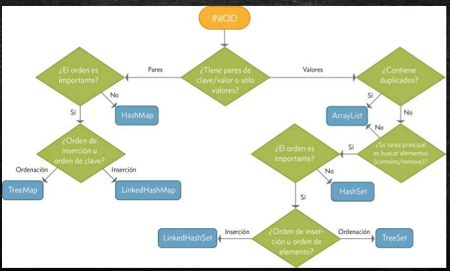 INICIO
¿El orden es
importante?
Pares
¿Tiene pares de
clave/valor o sólo
valores?
Valores
¿Contiene
duplicados?
No
Sí
HashMap
Sí
ArrayList
No
No
¿Orden de
inserción u
orden de clave?
¿El orden es
importante?
Sí
¿Su tarea principal
es buscar elementos
(contains/remove)?
Ordenación
Inserción
No
TreeMap
LinkedHashMap
HashSet
Sí
LinkedHashSet
Inserción
¿Orden de inser-
ción u orden de
elemento?
Ordenación
TreeSet